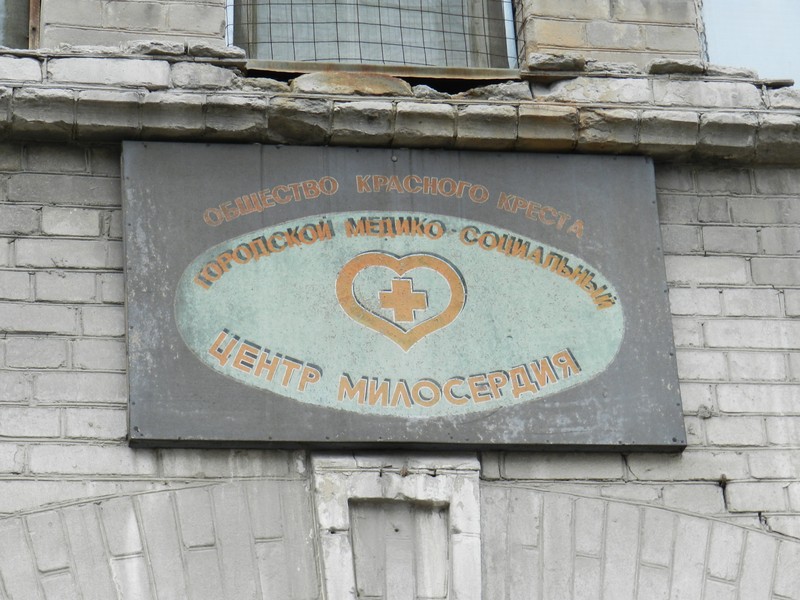 ОБЩЕСТВО КРАСНОГО КРЕСТА
ГОРОДСКОЙ МЕДИКО-СОЦИАЛЬНЫЙ
ЦЕНТР МИЛОСЕРДИЯ